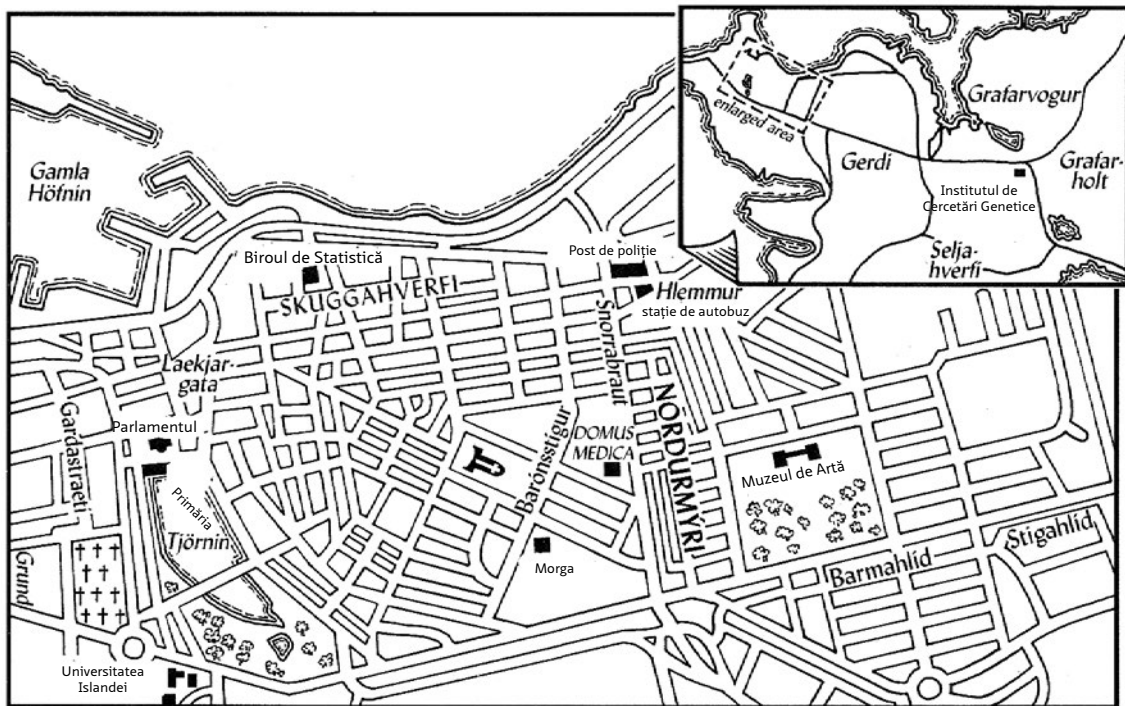 Gamla
Höfnin
Biroul de Statistică
SKUGGAHVERFI
Post de poliție
Hlemmur
stație de autobuz
Snorrabraut
Laekjar-
gata
Gardastraeti
Parlamentul
Primăria
Tjörnin
Grund
Universitatea
Islandei
Barónsstígur
DOMUS
MEDICA
NORDURMÝRI
Morga
Muzeul de Artă
Barmahlíd
Stigahlíd
enlarged area
Grafarvogur
Gerdi
Grafar-
holt
Institutul de
Cercetări Genetice
Selja-
hverfi